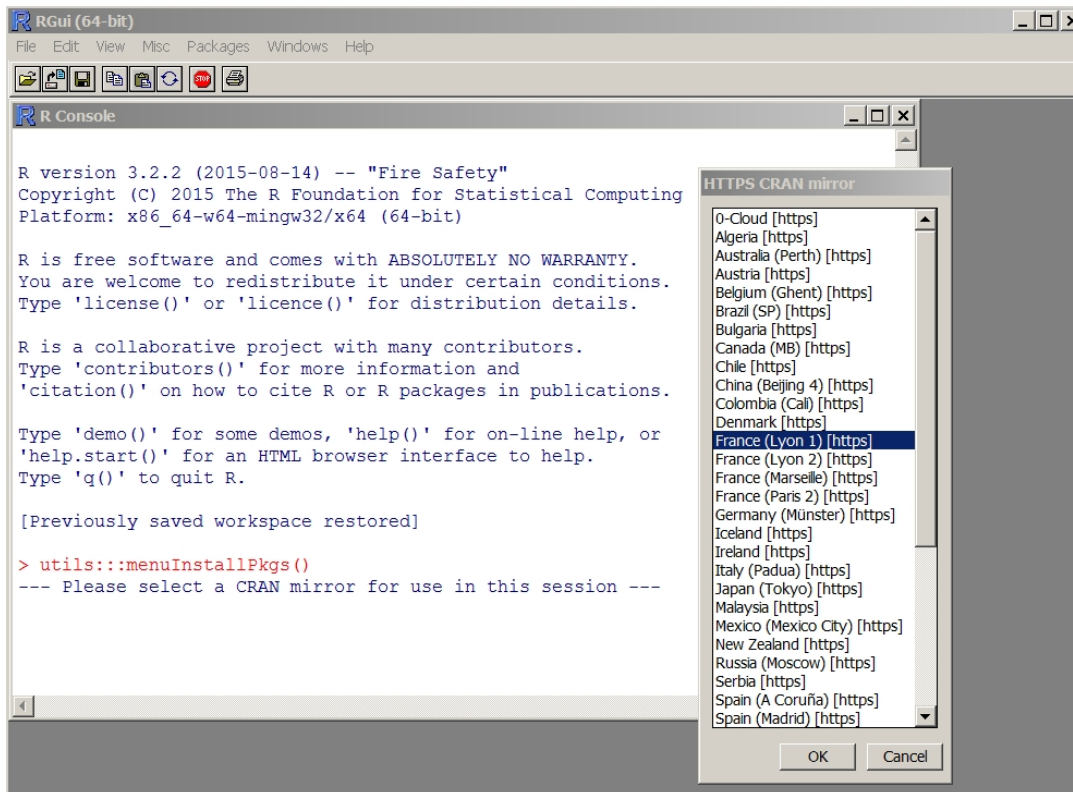 RGui (64-bit)
File Edit View Misc Packages Windows Help
STOP
R Console
R version 3.2.2 (2015-08-14) -- "Fire Safety"
Copyright (C) 2015 The R Foundation for Statistical Computing
Platform: x86_64-w64-mingw32/x64 (64-bit)
R is free software and comes with ABSOLUTELY NO WARRANTY.
You are welcome to redistribute it under certain conditions.
Type 'license()' or 'licence()' for distribution details.
R is a collaborative project with many contributors.
Type 'contributors()' for more information and
'citation()' on how to cite R or R packages in publications.
Type 'demo()' for some demos, 'help()' for on-line help, or
'help.start()' for an HTML browser interface to help.
Type 'q()' to quit R.
[Previously saved workspace restored]
> utils:::menuInstallPkgs()
--- Please select a CRAN mirror for use in this session ---
HTTPS CRAN mirror
0-Cloud [https]
Algeria [https]
Australia (Perth) [https]
Austria [https]
Belgium (Ghent) [https]
Brazil (SP) [https]
Bulgaria [https]
Canada (MB) [https]
Chile [https]
China (Beijing 4) [https]
Colombia (Cali) [https]
Denmark [https]
France (Lyon 1) [https]
France (Lyon 2) [https]
France (Marseille) [https]
France (Paris 2) [https]
Germany (Münster) [https]
Iceland [https]
Ireland [https]
Italy (Padua) [https]
Japan (Tokyo) [https]
Malaysia [https]
Mexico (Mexico City) [https]
New Zealand [https]
Russia (Moscow) [https]
Serbia [https]
Spain (A Coruña) [https]
Spain (Madrid) [https]
OK Cancel